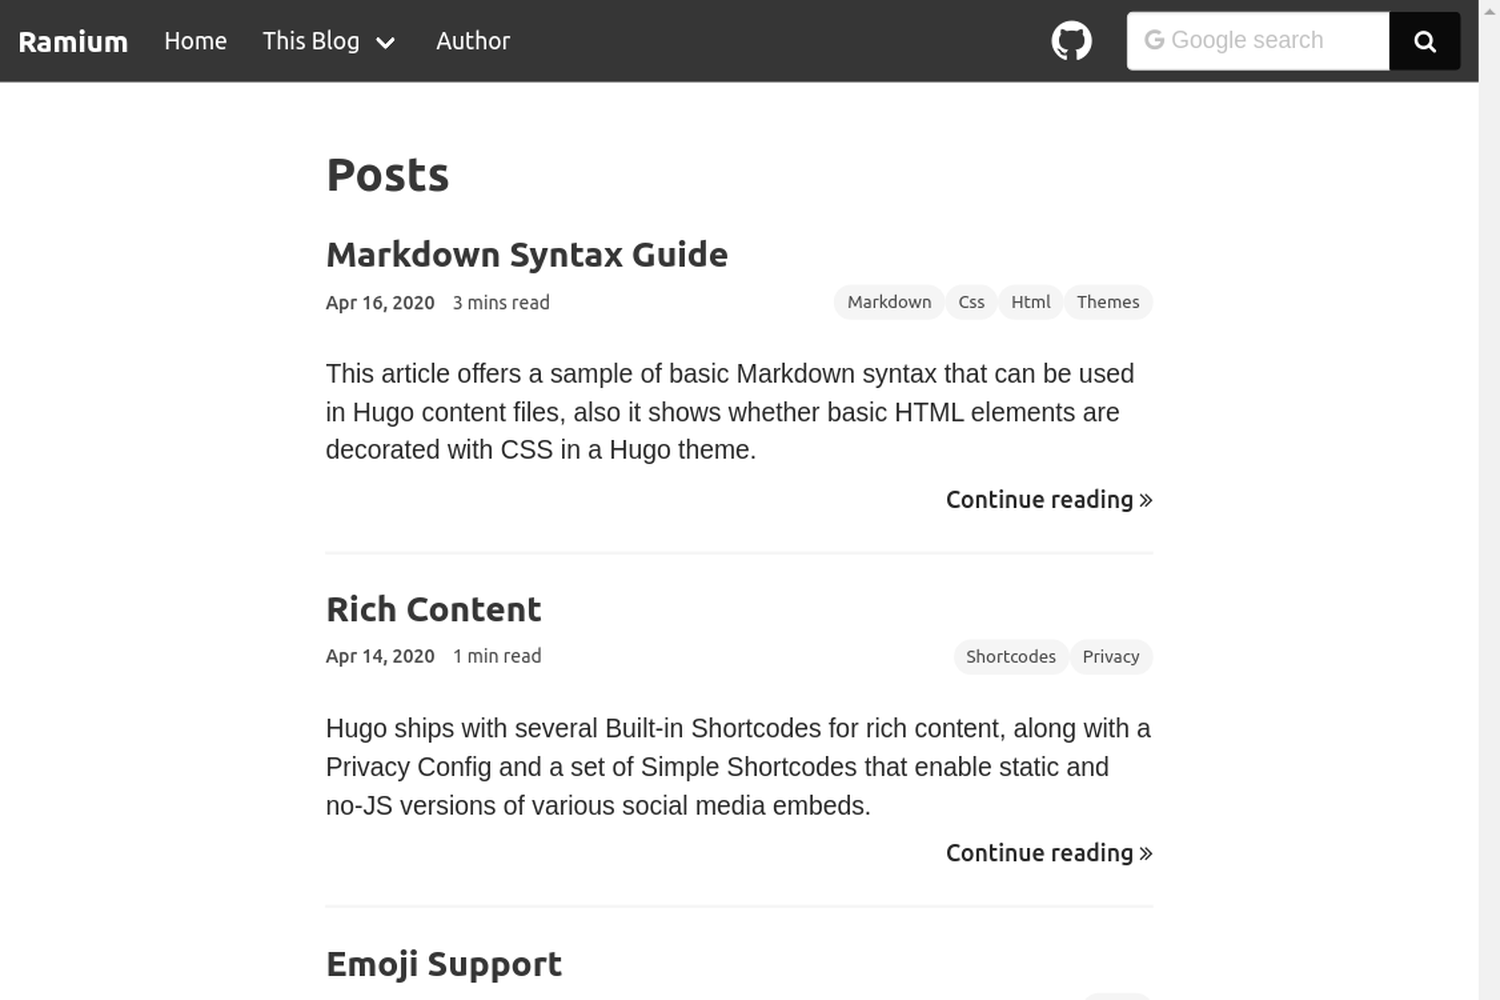 Ramium Home This Blog Author Google search
Posts
Markdown Syntax Guide
Apr 16, 2020 3 mins read Markdown Css Html Themes
This article offers a sample of basic Markdown syntax that can be used
in Hugo content files, also it shows whether basic HTML elements are
decorated with CSS in a Hugo theme.
Continue reading »
Rich Content
Apr 14, 2020 1 min read Shortcodes Privacy
Hugo ships with several Built-in Shortcodes for rich content, along with a
Privacy Config and a set of Simple Shortcodes that enable static and
no-JS versions of various social media embeds.
Continue reading »
Emoji Support